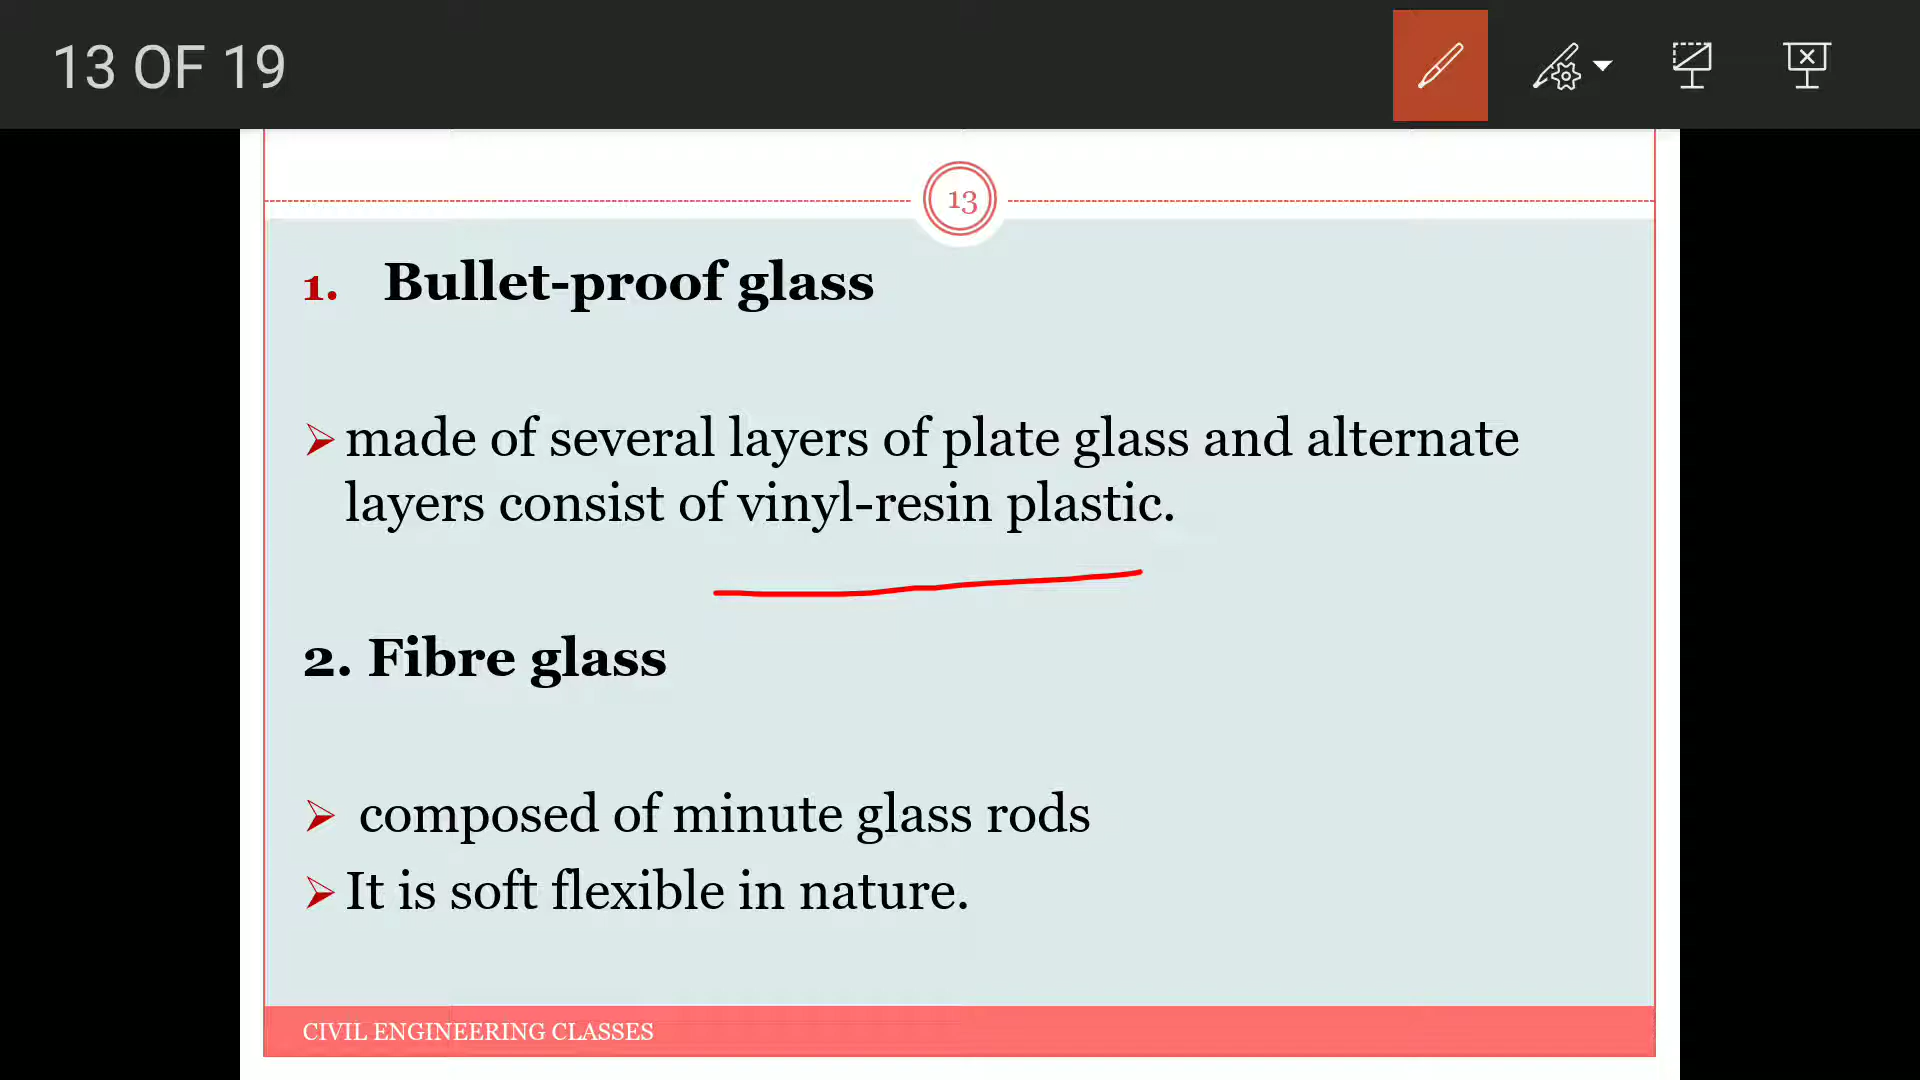 13 OF 19
13
1. Bullet-proof glass
made of several layers of plate glass and alternate
layers consist of vinyl-resin plastic.
2. Fibre glass
composed of minute glass rods
It is soft flexible in nature.
CIVIL ENGINEERING CLASSES